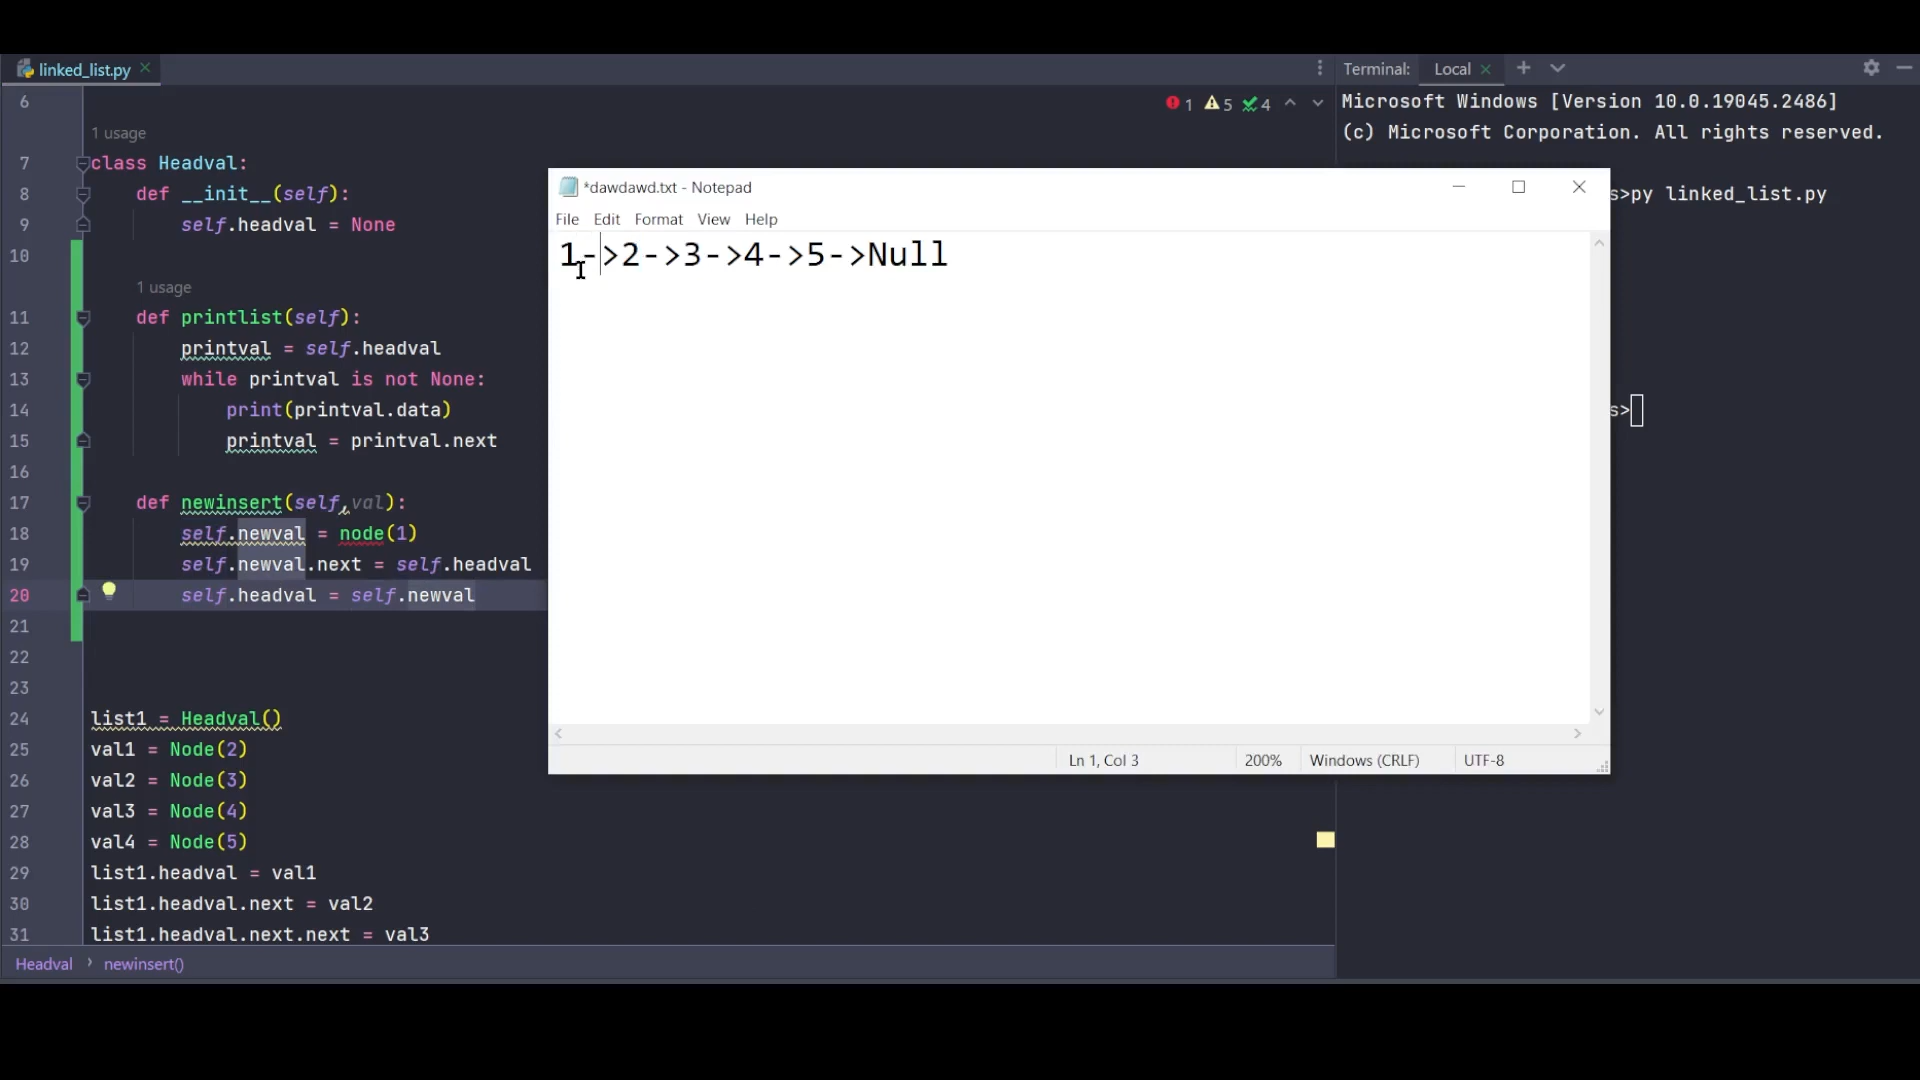 linked_list.py
Terminal: Local
6
1 5 4
Microsoft Windows [Version 10.0.19045.2486]
(c) Microsoft Corporation. All rights reserved.
1 usage
7 class Headval:
8 def __init__(self):
9 self.headval = None
10
1 usage
11 def printlist(self):
12 printval = self.headval
13 while printval is not None:
14 print(printval.data)
15 printval = printval.next
16
17 def newinsert(self,val):
18 self.newval = node(1)
19 self.newval.next = self.headval
20 self.headval = self.newval
21
22
23
24 list1 = Headval()
25 val1 = Node(2)
26 val2 = Node(3)
27 val3 = Node(4)
28 val4 = Node(5)
29 list1.headval = val1
30 list1.headval.next = val2
31 list1.headval.next.next = val3
Headval › newinsert()
*dawdawd.txt - Notepad
File Edit Format View Help
1->2->3->4->5->Null
Ln 1, Col 3 200% Windows (CRLF) UTF-8
s>py linked_list.py
s>